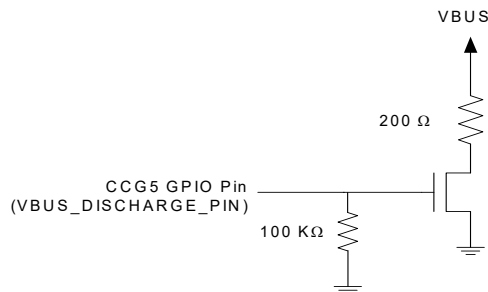 VBUS
200 Ω
CCG5 GPIO Pin
(VBUS_DISCHARGE_PIN)
100 KΩ